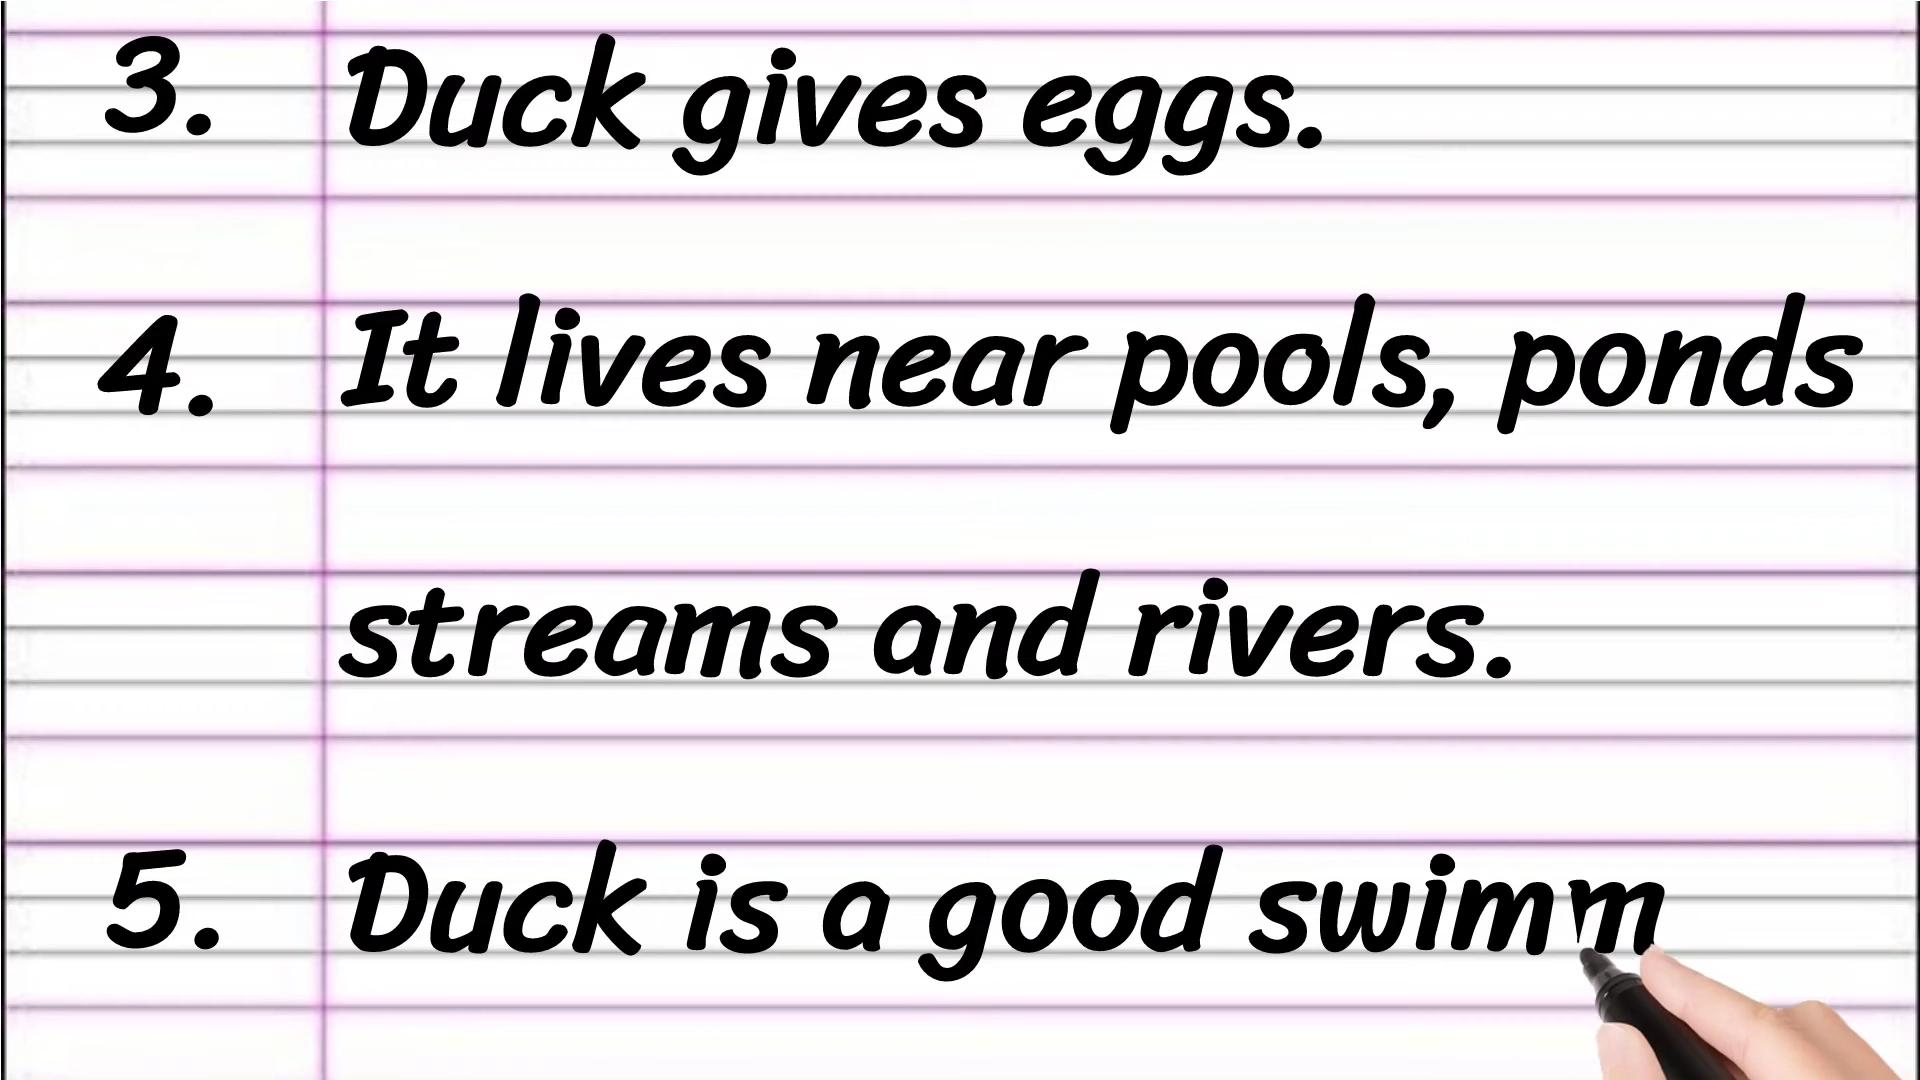 3. Duck gives eggs.
4. It lives near pools, ponds
streams and rivers.
5. Duck is a good swimm